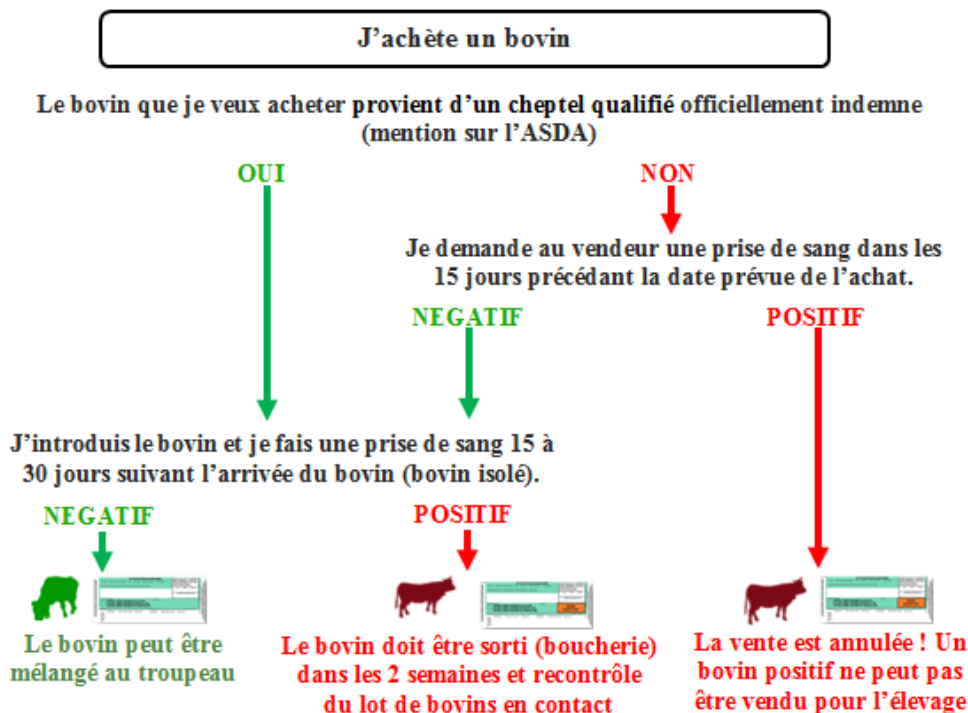 J'achète un bovin
Le bovin que je veux acheter provient d'un cheptel qualifié officiellement indemne
(mention sur l'ASDA)
OUI
NON
Je demande au vendeur une prise de sang dans les
15 jours précédant la date prévue de l'achat.
NEGATIF
POSITIF
J'introduis le bovin et je fais une prise de sang 15 à
30 jours suivant l'arrivée du bovin (bovin isolé).
NEGATIF
POSITIF
Le bovin peut être
mélangé au troupeau
Le bovin doit être sorti (boucherie)
dans les 2 semaines et recontrôle
du lot de bovins en contact
La vente est annulée ! Un
bovin positif ne peut pas
être vendu pour l'élevage